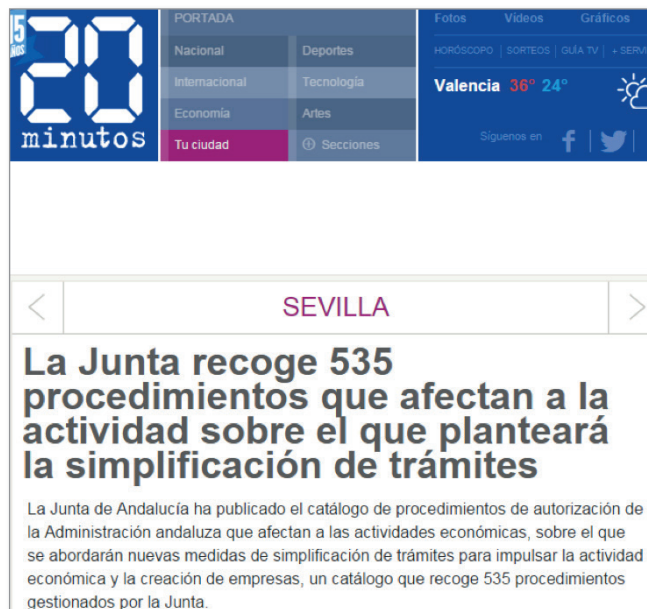 15
AÑOS
20
minutos
PORTADA
Nacional
Deportes
Internacional
Tecnología
Economía
Artes
Tu ciudad
Secciones
Fotos Vídeos Gráficos
HORÓSCOPO | SORTEOS | GUÍA TV | + SERVI
Valencia 36° 24°
Síguenos en
SEVILLA
La Junta recoge 535
procedimientos que afectan a la
actividad sobre el que planteará
la simplificación de trámites
La Junta de Andalucía ha publicado el catálogo de procedimientos de autorización de
la Administración andaluza que afectan a las actividades económicas, sobre el que
se abordarán nuevas medidas de simplificación de trámites para impulsar la actividad
económica y la creación de empresas, un catálogo que recoge 535 procedimientos
gestionados por la Junta.